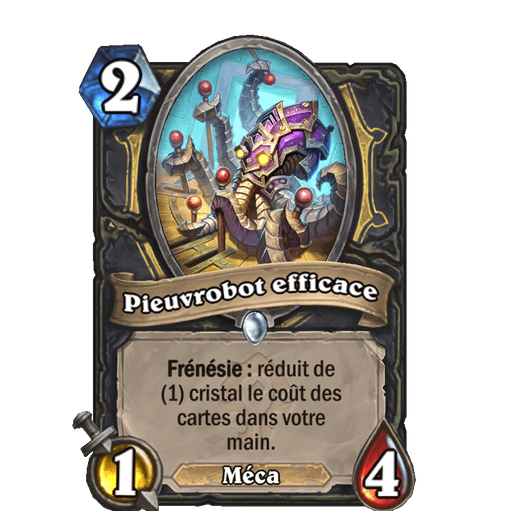 2
Pieuvrobot efficace
Frénésie : réduit de
(1) cristal le coût des
cartes dans votre
main.
1
Méca
4